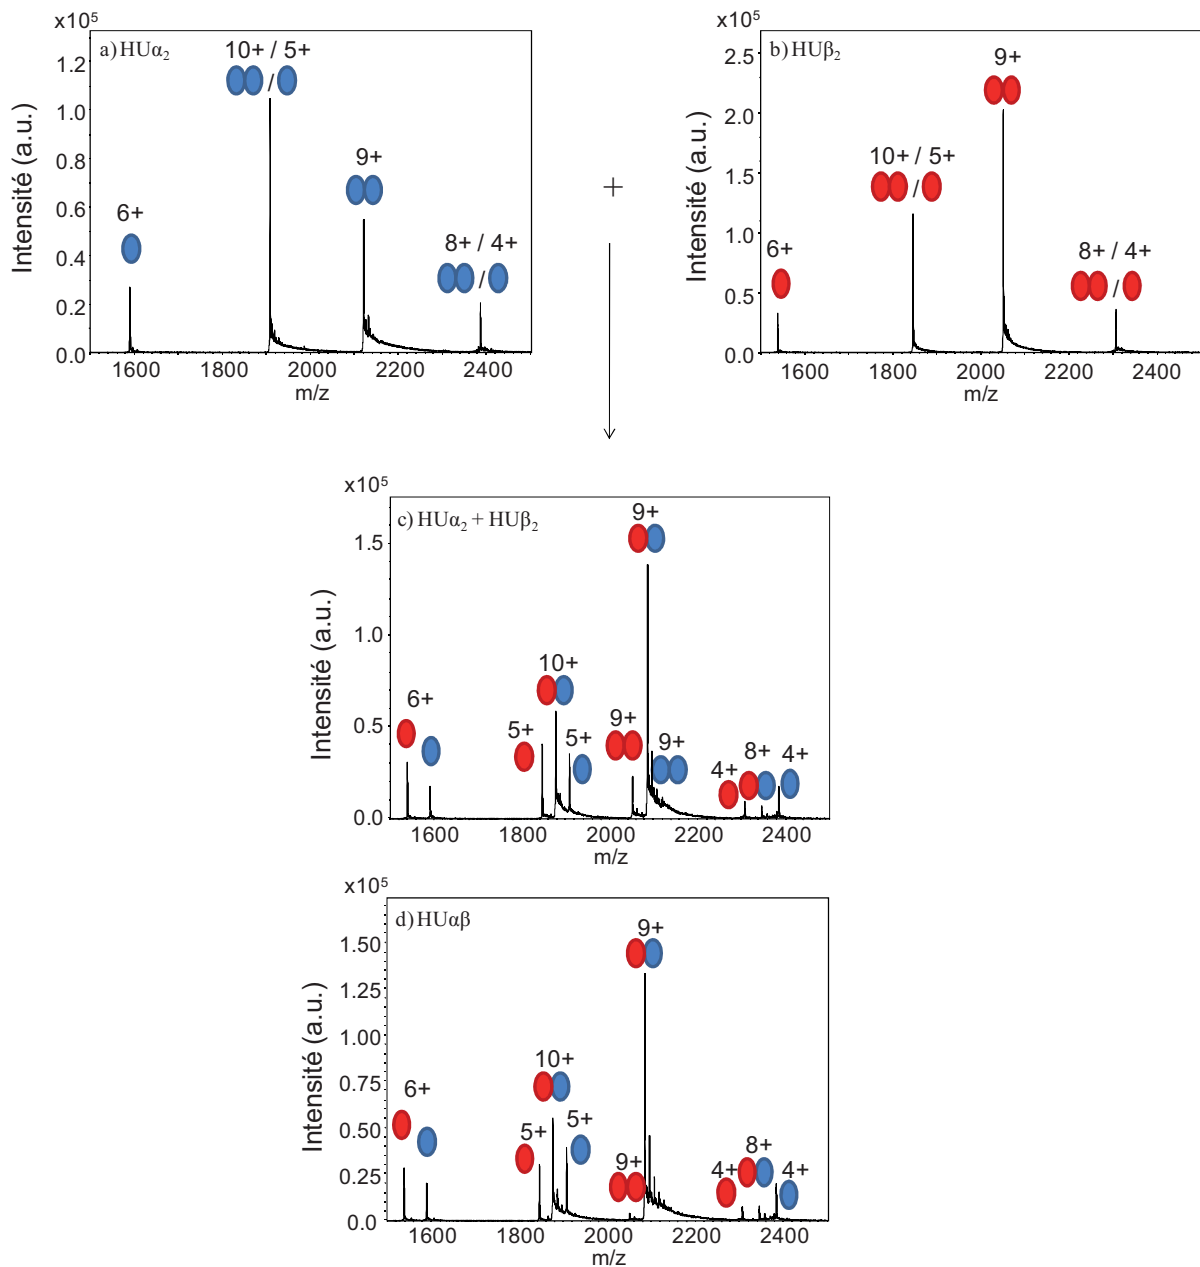 x10⁵
a) HUα₂
10+ / 5+
/
9+
6+
8+ / 4+
/
Intensité (a.u.)
1.2
1.0
0.8
0.6
0.4
0.2
0.0
1600 1800 2000 2200 2400
m/z
+
x10⁵
b) HUβ₂
9+
10+ / 5+
/
6+
8+ / 4+
/
Intensité (a.u.)
2.5
2.0
1.5
1.0
0.5
0.0
1600 1800 2000 2200 2400
m/z
x10⁵
c) HUα₂ + HUβ₂
9+
10+
6+
5+
5+
9+
9+
4+
8+
4+
Intensité (a.u.)
1.5
1.0
0.5
0.0
1600 1800 2000 2200 2400
m/z
x10⁵
d) HUαβ
9+
10+
6+
5+
5+
9+
4+
8+
4+
Intensité (a.u.)
1.50
1.25
1.00
0.75
0.50
0.25
0.0
1600 1800 2000 2200 2400
m/z